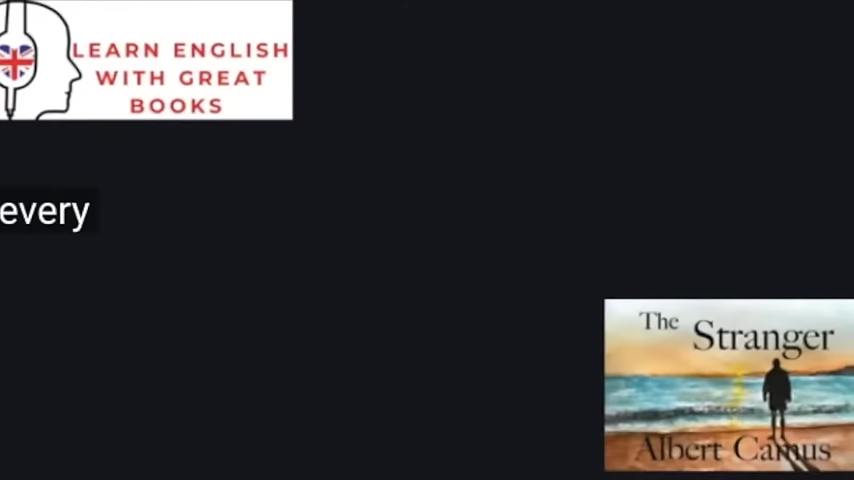 LEARN ENGLISH
WITH GREAT
BOOKS
every
The Stranger
Albert Camus